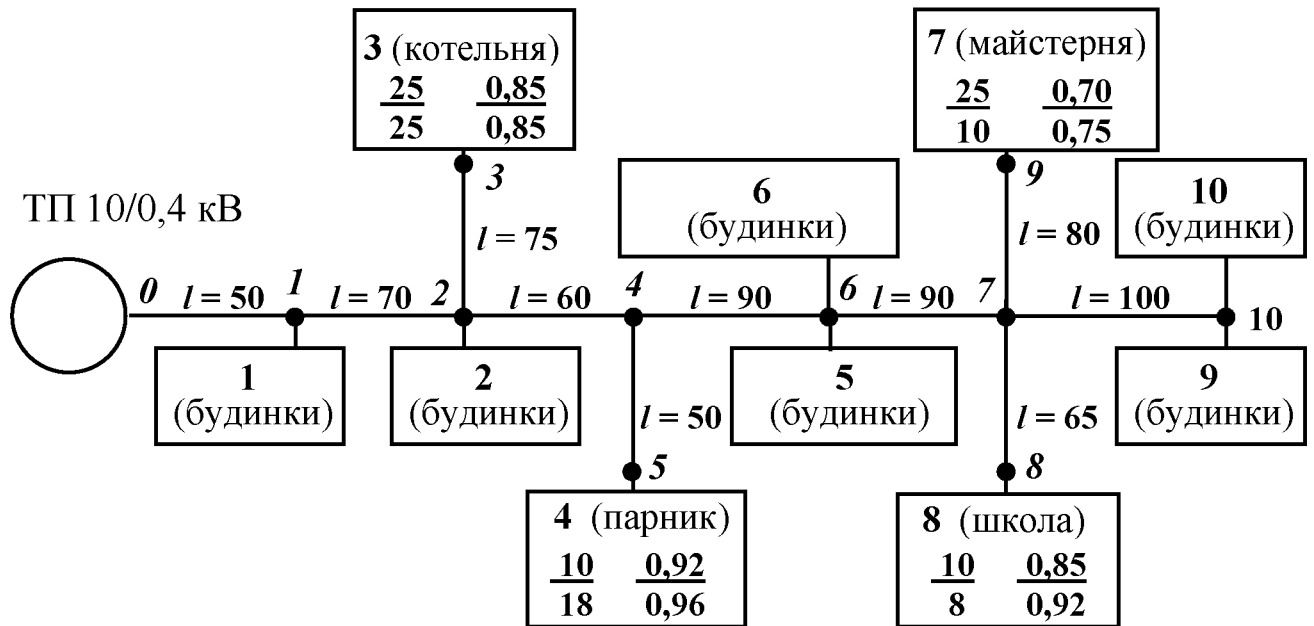 3 (котельня)
25 0,85
25 0,85
7 (майстерня)
25 0,70
10 0,75
ТП 10/0,4 кВ
3
9
6
(будинки)
10
(будинки)
l = 75
l = 80
0 l = 50 1 l = 70 2 l = 60 4 l = 90 6 l = 90 7 l = 100 10
1
(будинки)
2
(будинки)
5
(будинки)
9
(будинки)
l = 50
l = 65
5
8
4 (парник)
10 0,92
18 0,96
8 (школа)
10 0,85
8 0,92